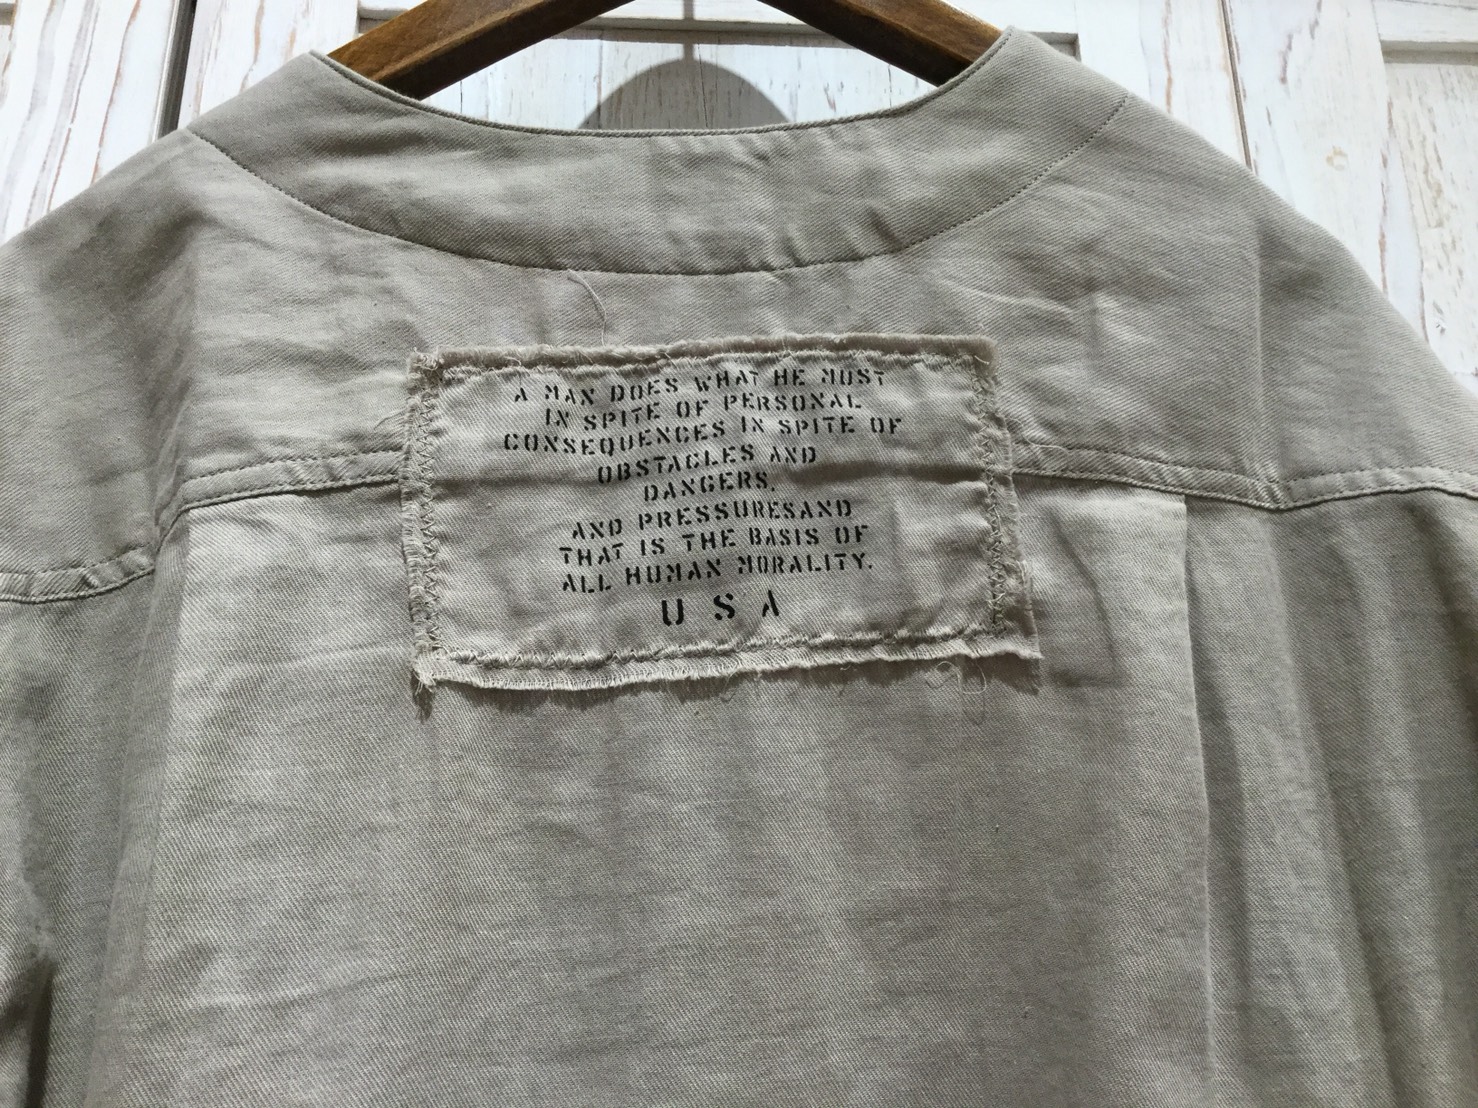 A MAN DOES WHAT HE MUST
IN SPITE OF PERSONAL
CONSEQUENCES IN SPITE OF
OBSTACLES AND
DANGERS.
AND PRESSURESAND
THAT IS THE BASIS OF
ALL HUMAN MORALITY.
USA